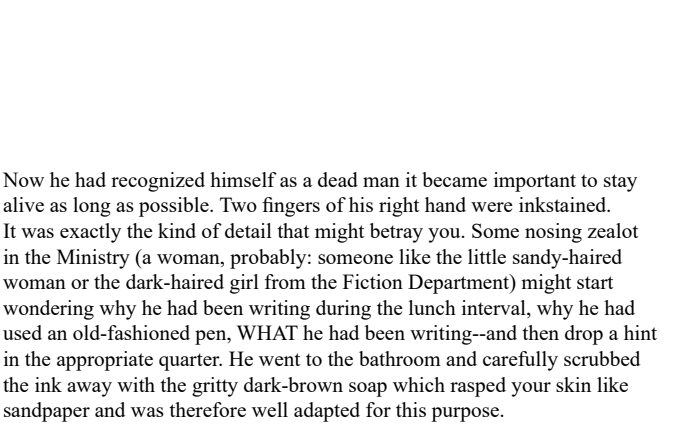 Now he had recognized himself as a dead man it became important to stay
alive as long as possible. Two fingers of his right hand were inkstained.
It was exactly the kind of detail that might betray you. Some nosing zealot
in the Ministry (a woman, probably: someone like the little sandy-haired
woman or the dark-haired girl from the Fiction Department) might start
wondering why he had been writing during the lunch interval, why he had
used an old-fashioned pen, WHAT he had been writing--and then drop a hint
in the appropriate quarter. He went to the bathroom and carefully scrubbed
the ink away with the gritty dark-brown soap which rasped your skin like
sandpaper and was therefore well adapted for this purpose.